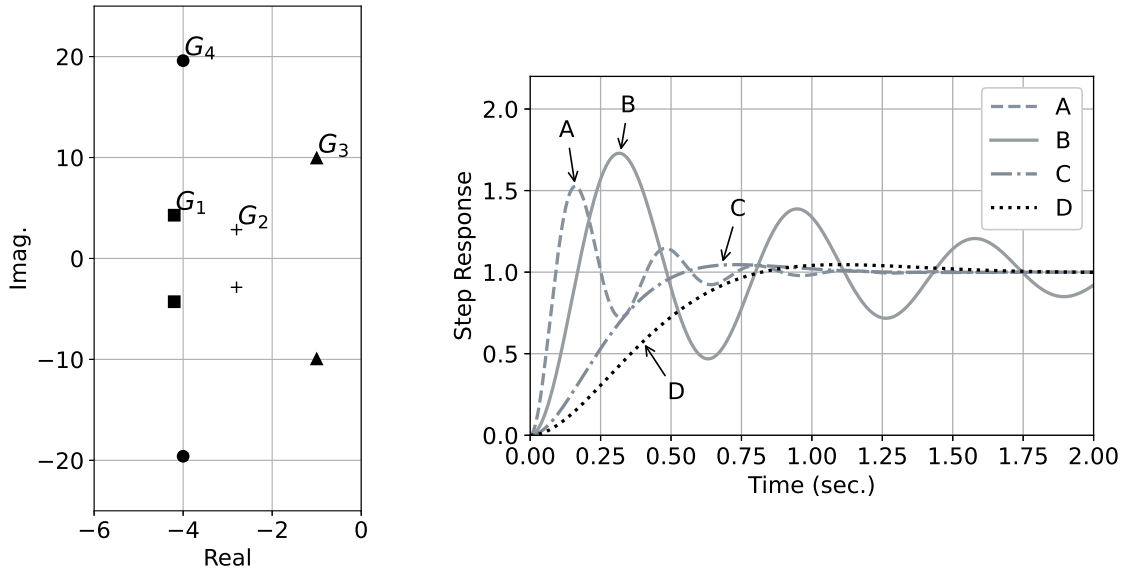 20
10
0
−10
−20
−6 −4 −2 0
Real
Imag.
G4
G3
G1
G2
2.0
1.5
1.0
0.5
0.0
0.00 0.25 0.50 0.75 1.00 1.25 1.50 1.75 2.00
Time (sec.)
Step Response
A
B
C
D
A
B
C
D